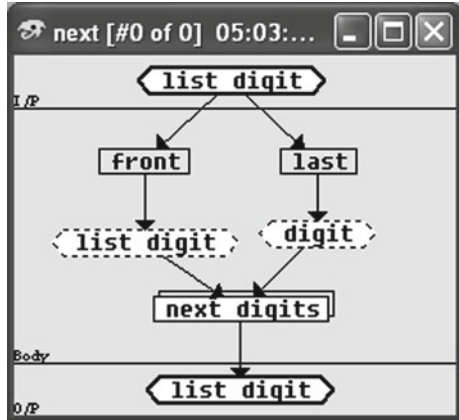 next [#0 of 0] 05:03:...
list digit
I/P
front last
list digit digit
next digits
Body
list digit
O/P